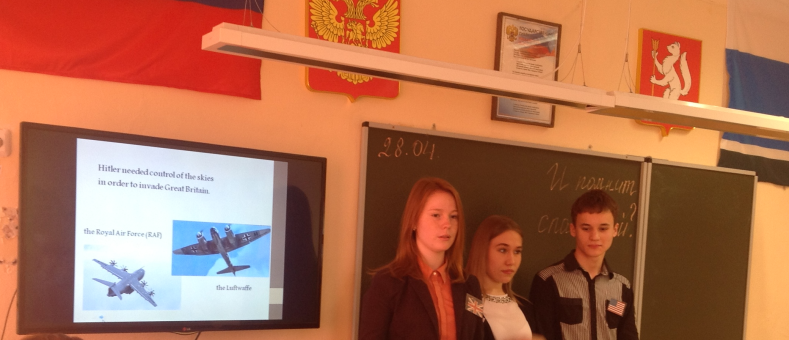 Hitler needed control of the skies
in order to invade Great Britain.
the Royal Air Force (RAF)
the Luftwaffe
28.04.
И помнит